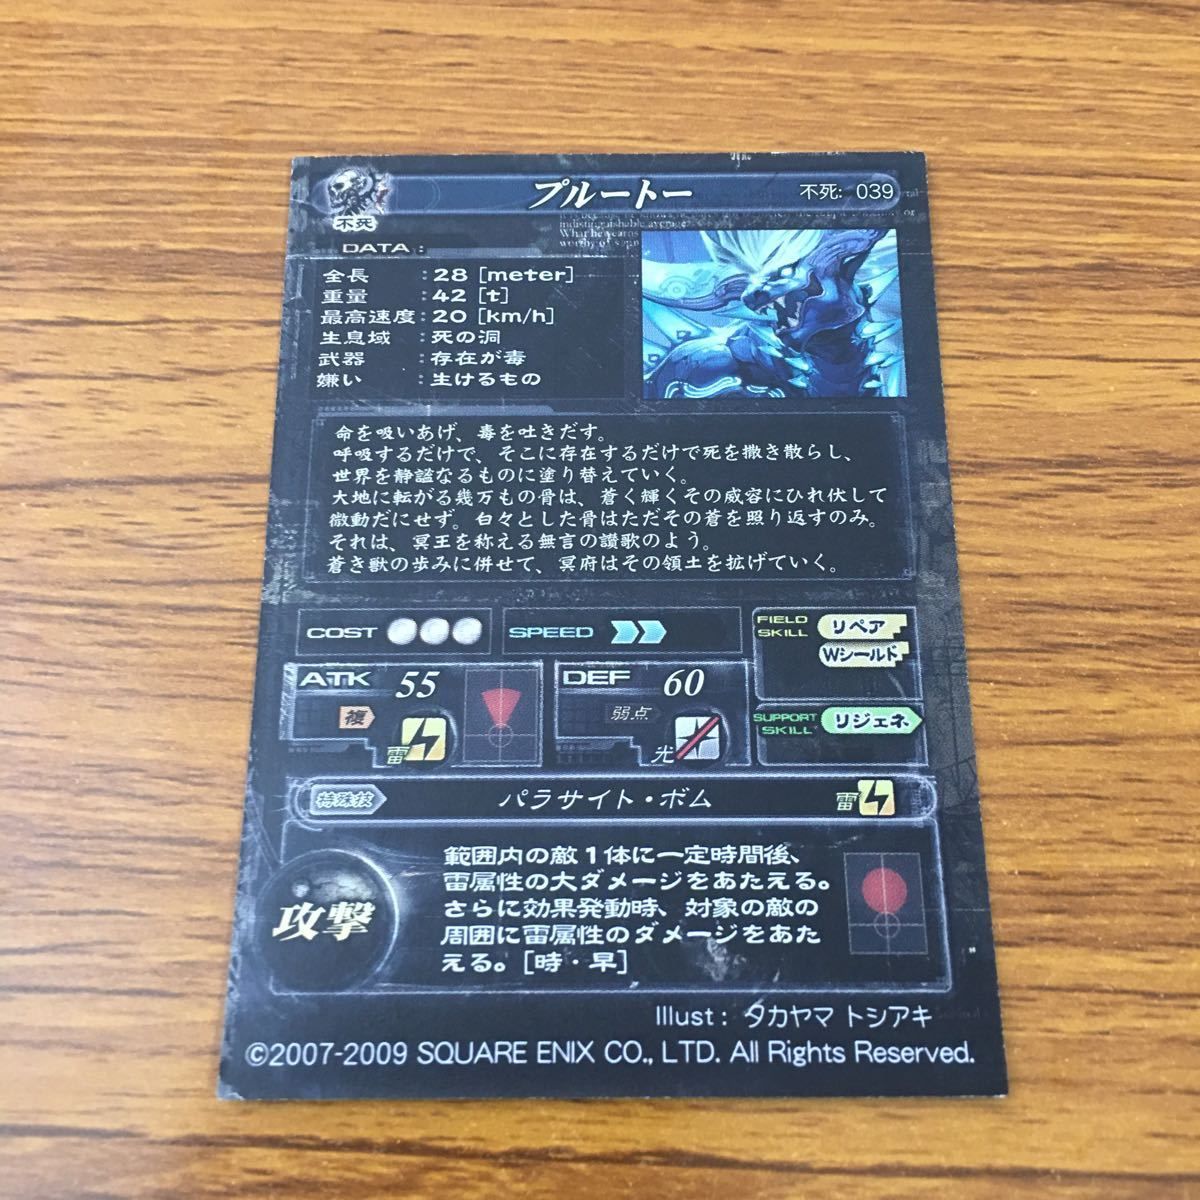 プルートー
不死: 039
不死
DATA :
全長 : 28 [meter]
重量 : 42 [t]
最高速度 : 20 [km/h]
生息域 : 死の洞
武器 : 存在が毒
嫌い : 生けるもの
命を吸いあげ、毒を吐きだす。
呼吸するだけで、そこに存在するだけで死を撒き散らし、
世界を静謐なるものに塗り替えていく。
大地に転がる幾万もの骨は、蒼く輝くその威容にひれ伏して
微動だにせず。白々とした骨はただその蒼を照り返すのみ。
それは、冥王を称える無言の讃歌のよう。
蒼き獣の歩みに併せて、冥府はその領土を拡げていく。
COST
SPEED
FIELD SKILL
リペア
Wシールド
ATK 55
複
雷
DEF 60
弱点
光
SUPPORT SKILL
リジェネ
特殊技
パラサイト・ボム
雷
攻撃
範囲内の敵1体に一定時間後、
雷属性の大ダメージをあたえる。
さらに効果発動時、対象の敵の
周囲に雷属性のダメージをあた
える。[時・早]
Illust : タカヤマ トシアキ
©2007-2009 SQUARE ENIX CO., LTD. All Rights Reserved.